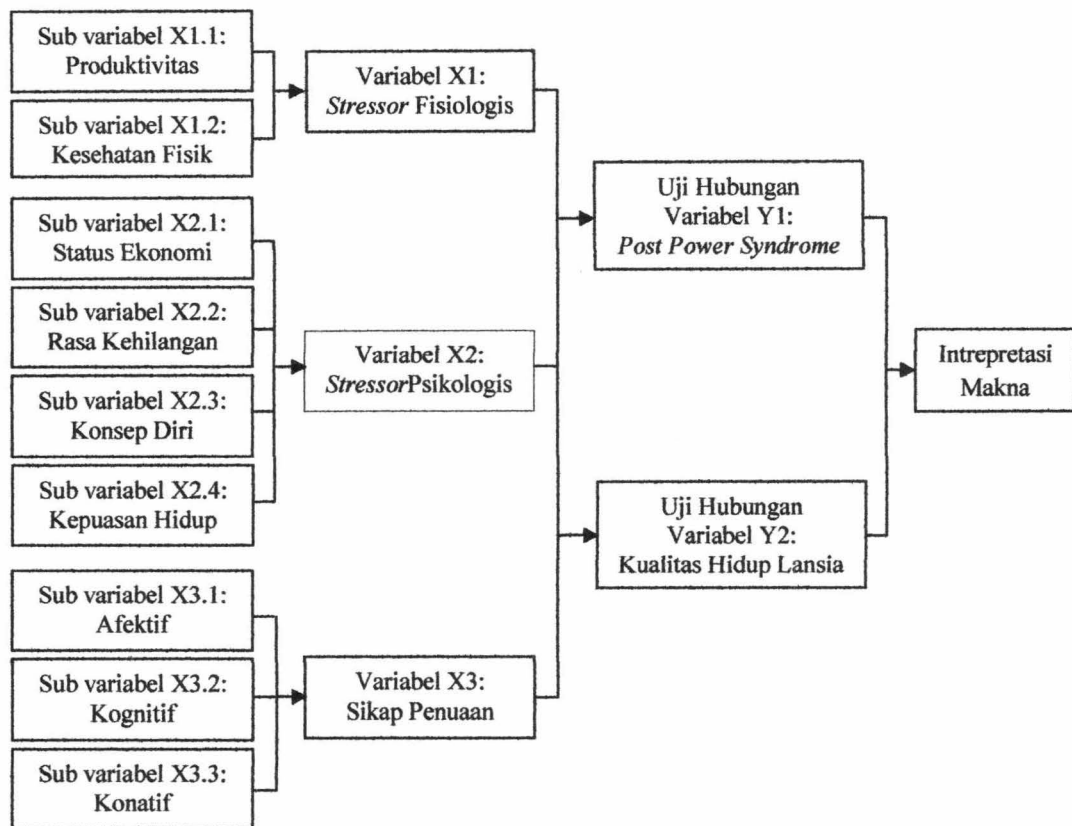 Sub variabel X1.1:
Produktivitas
Sub variabel X1.2:
Kesehatan Fisik
Sub variabel X2.1:
Status Ekonomi
Sub variabel X2.2:
Rasa Kehilangan
Sub variabel X2.3:
Konsep Diri
Sub variabel X2.4:
Kepuasan Hidup
Sub variabel X3.1:
Afektif
Sub variabel X3.2:
Kognitif
Sub variabel X3.3:
Konatif
Variabel X1:
Stressor Fisiologis
Variabel X2:
StressorPsikologis
Variabel X3:
Sikap Penuaan
Uji Hubungan
Variabel Y1:
Post Power Syndrome
Uji Hubungan
Variabel Y2:
Kualitas Hidup Lansia
Intrepretasi
Makna